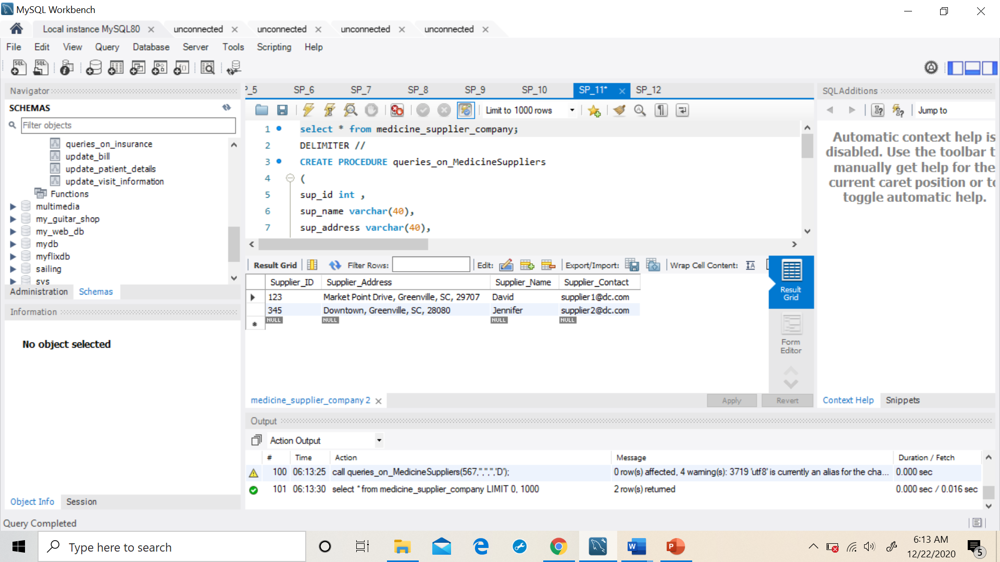 MySQL Workbench
Local instance MySQL80
unconnected
unconnected
unconnected
unconnected
File Edit View Query Database Server Tools Scripting Help
Navigator
SCHEMAS
Filter objects
queries_on_insurance
update_bill
update_patient_details
update_visit_information
Functions
multimedia
my_guitar_shop
my_web_db
mydb
myflixdb
sailing
sys
Administration Schemas
Information
No object selected
Object Info Session
Query Completed
P_5 SP_6 SP_7 SP_8 SP_9 SP_10 SP_11* SP_12
Limit to 1000 rows
1 select * from medicine_supplier_company;
2 DELIMITER //
3 CREATE PROCEDURE queries_on_MedicineSuppliers
4 (
5 sup_id int ,
6 sup_name varchar(40),
7 sup_address varchar(40),
Result Grid Filter Rows: Edit: Export/Import: Wrap Cell Content:
Supplier_ID Supplier_Address Supplier_Name Supplier_Contact
123 Market Point Drive, Greenville, SC, 29707 David supplier1@dc.com
345 Downtown, Greenville, SC, 28080 Jennifer supplier2@dc.com
NULL NULL NULL NULL
Result Grid
Form Editor
medicine_supplier_company 2
Apply Revert
SQLAdditions
Jump to
Automatic context help is
disabled. Use the toolbar t
manually get help for the
current caret position or to
toggle automatic help.
Context Help Snippets
Output
Action Output
# Time Action Message Duration / Fetch
100 06:13:25 call queries_on_MedicineSuppliers(567,'','','','D'); 0 row(s) affected, 4 warning(s): 3719 'utf8' is currently an alias for the cha... 0.000 sec
101 06:13:30 select * from medicine_supplier_company LIMIT 0, 1000 2 row(s) returned 0.000 sec / 0.016 sec
Type here to search
6:13 AM
12/22/2020
5